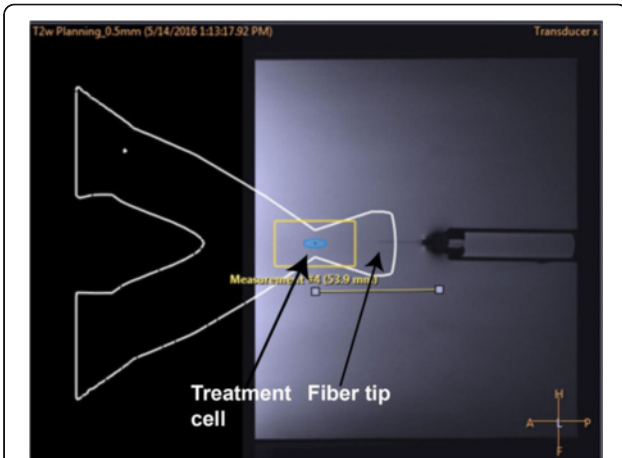 T2w Planning_0.5mm (5/14/2016 1:13:17.92 PM)
Transducer x
Measurement #4 (53.9 mm)
Treatment cell
Fiber tip
H
A L P
F